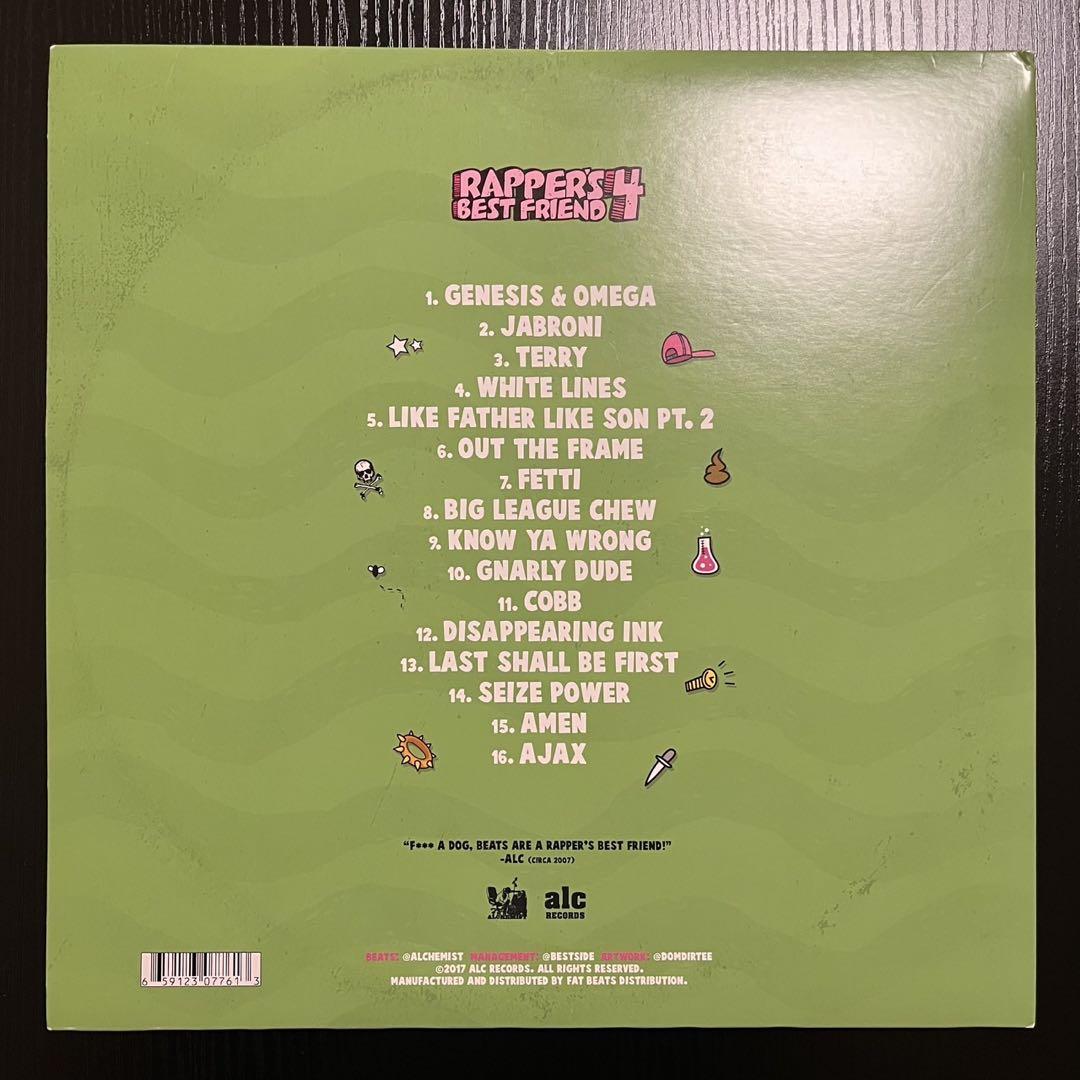 RAPPER'S 4
BEST FRIEND
1. GENESIS & OMEGA
2. JABRONI
3. TERRY
4. WHITE LINES
5. LIKE FATHER LIKE SON PT. 2
6. OUT THE FRAME
7. FETTI
8. BIG LEAGUE CHEW
9. KNOW YA WRONG
10. GNARLY DUDE
11. COBB
12. DISAPPEARING INK
13. LAST SHALL BE FIRST
14. SEIZE POWER
15. AMEN
16. AJAX
"F*** A DOG, BEATS ARE A RAPPER'S BEST FRIEND!"
-ALC (CIRCA 2007)
ALCHEMIST
alc
RECORDS
BEATS: @ALCHEMIST MANAGEMENT: @BESTSIDE ARTWORK: @DOMDIRTEE
©2017 ALC RECORDS. ALL RIGHTS RESERVED.
MANUFACTURED AND DISTRIBUTED BY FAT BEATS DISTRIBUTION.
6 59123 07761 3